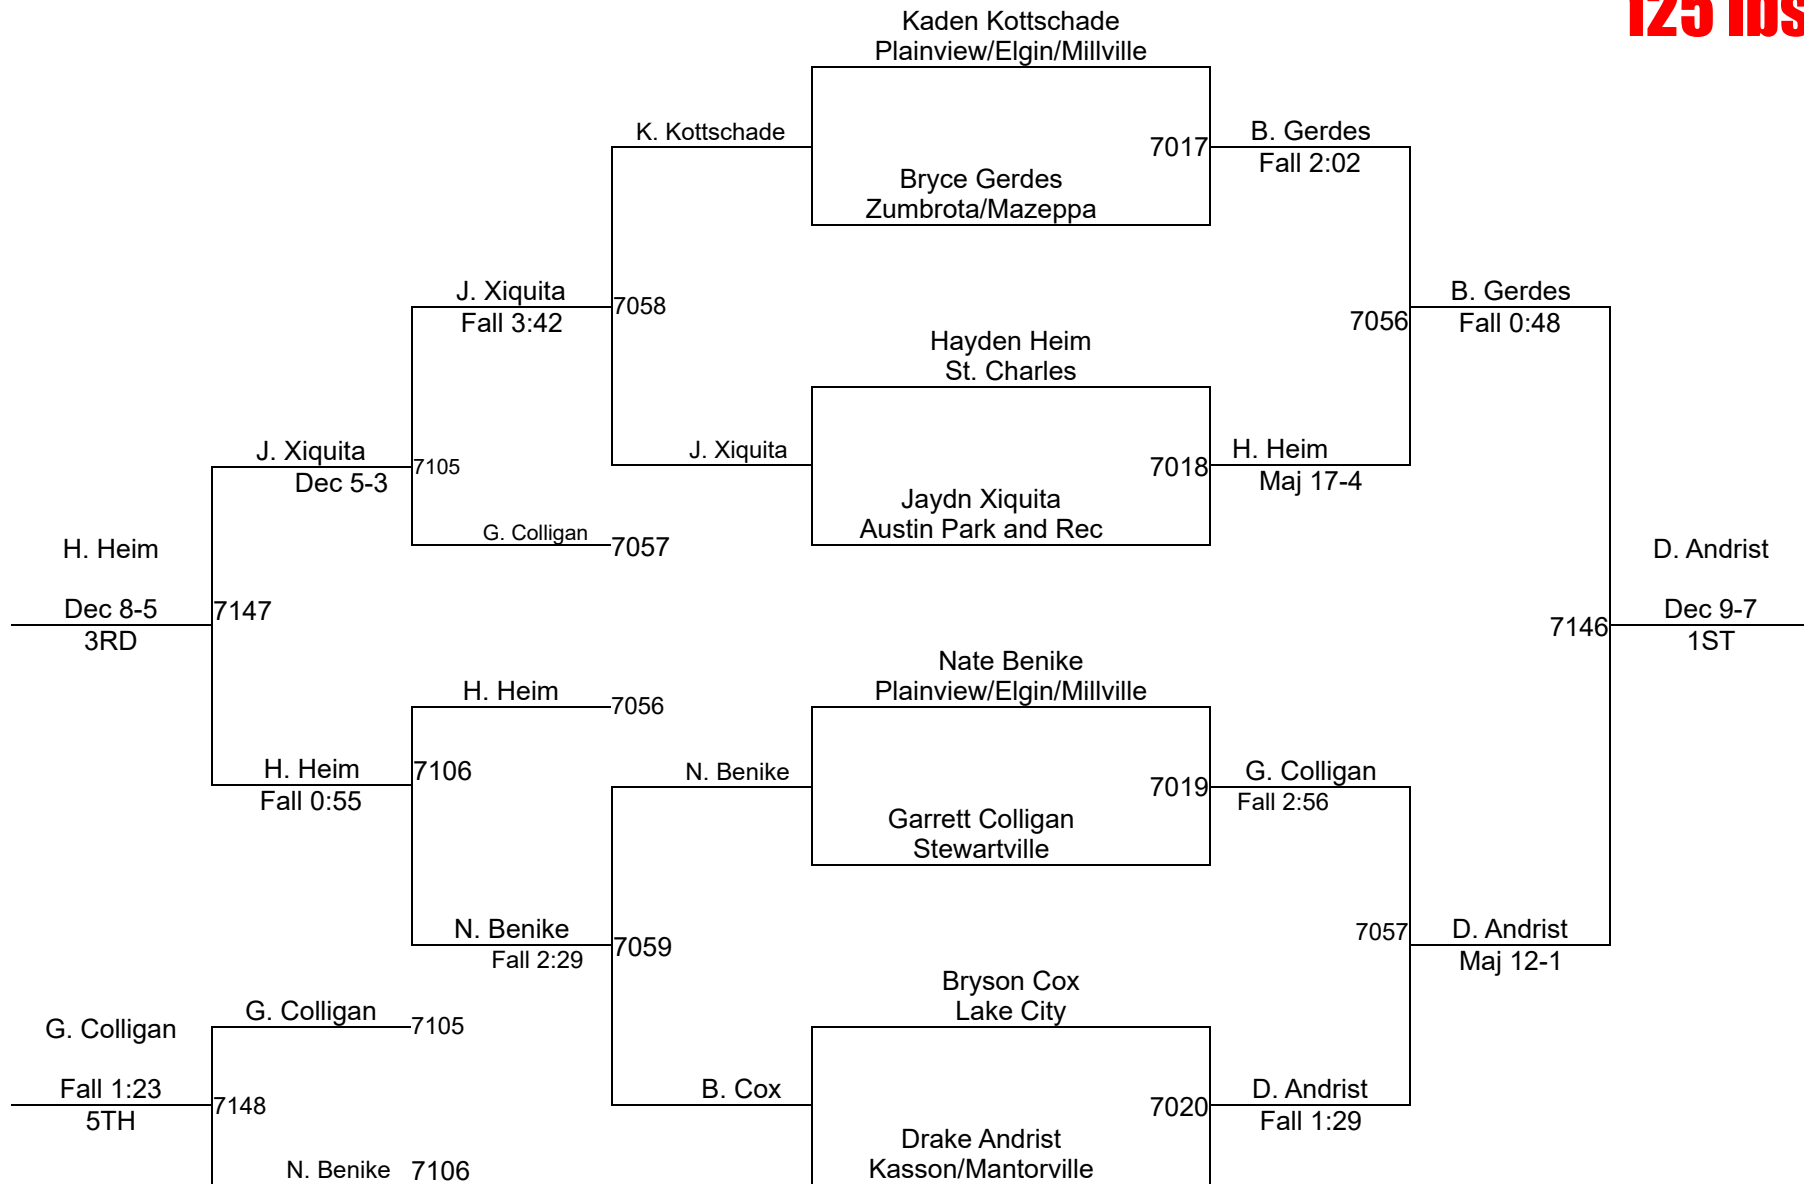 125 lbs
Kaden Kottschade
Plainview/Elgin/Millville
K. Kottschade
7017
B. Gerdes
Fall 2:02
Bryce Gerdes
Zumbrota/Mazeppa
J. Xiquita
Fall 3:42
7058
7056
B. Gerdes
Fall 0:48
Hayden Heim
St. Charles
J. Xiquita
Dec 5-3
7105
J. Xiquita
7018
H. Heim
Maj 17-4
Jaydn Xiquita
Austin Park and Rec
G. Colligan
7057
H. Heim
Dec 8-5
3RD
7147
D. Andrist
Dec 9-7
1ST
7146
Nate Benike
Plainview/Elgin/Millville
H. Heim
7056
H. Heim
Fall 0:55
7106
N. Benike
7019
G. Colligan
Fall 2:56
Garrett Colligan
Stewartville
N. Benike
Fall 2:29
7059
7057
D. Andrist
Maj 12-1
Bryson Cox
Lake City
G. Colligan
7105
G. Colligan
Fall 1:23
5TH
7148
B. Cox
7020
D. Andrist
Fall 1:29
Drake Andrist
Kasson/Mantorville
N. Benike
7106